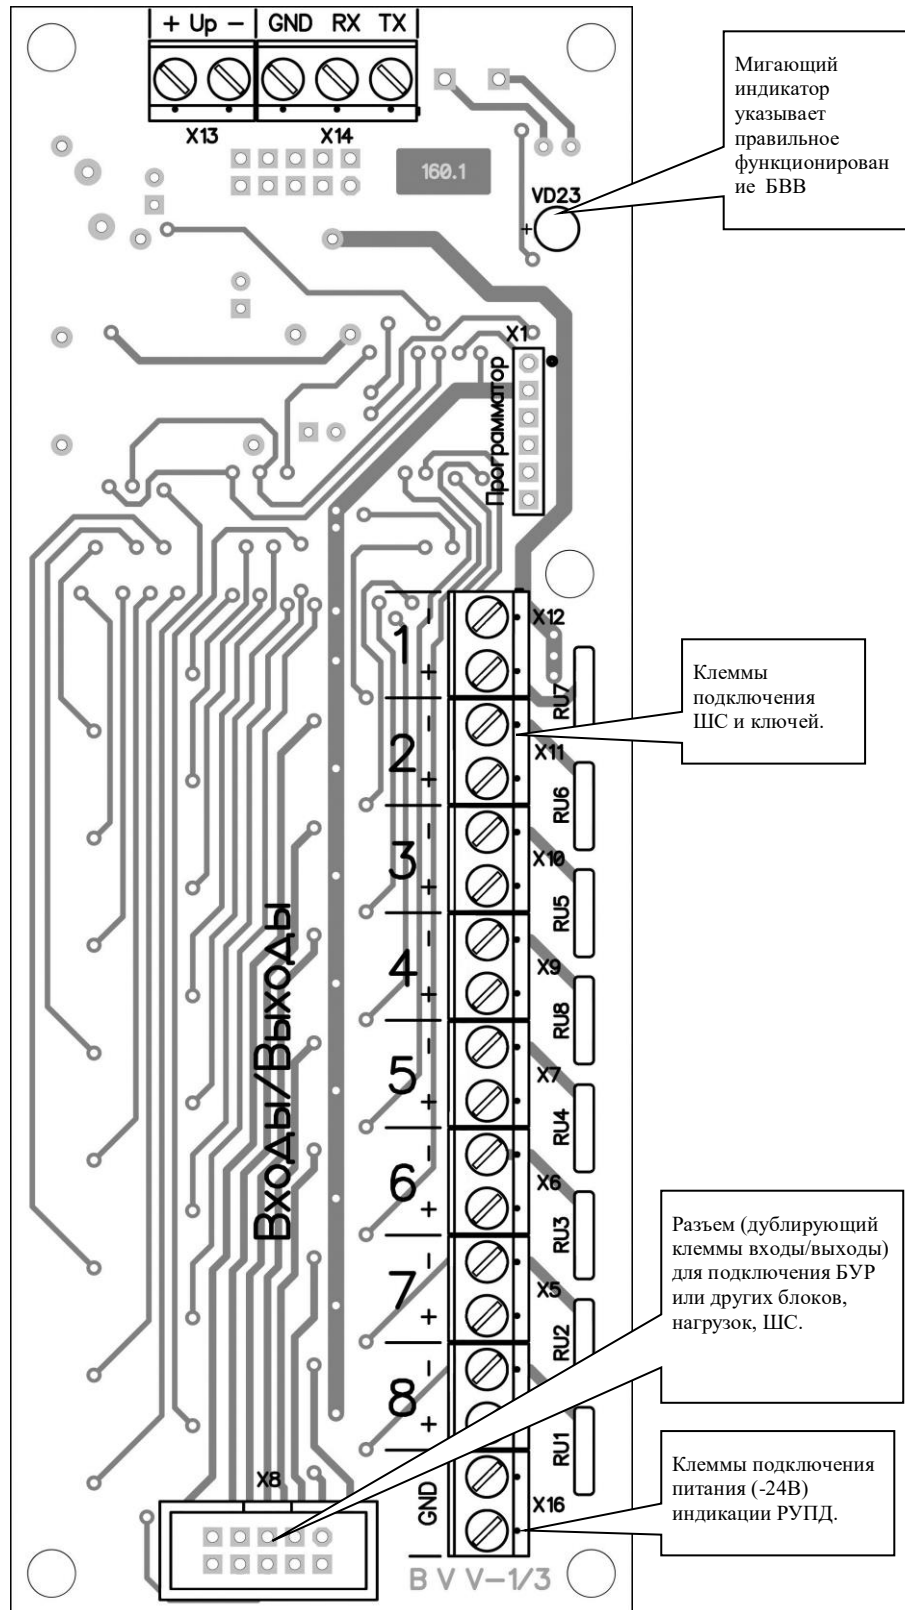 + Up − GND RX TX
X13 X14
160.1
VD23
+
Мигающий
индикатор
указывает
правильное
функционирован
ие БВВ
X1
Программатор
1 − +
X12
RU7
Клеммы
подключения
ШС и ключей.
2 − +
X11
RU6
3 − +
X10
RU5
4 − +
X9
RU8
Входы/Выходы
5 − +
X7
RU4
6 − +
X6
RU3
Разъем (дублирующий
клеммы входы/выходы)
для подключения БУР
или других блоков,
нагрузок, ШС.
7 − +
X5
RU2
8 − +
RU1
X8
GND
X16
Клеммы подключения
питания (-24В)
индикации РУПД.
B V V−1/3